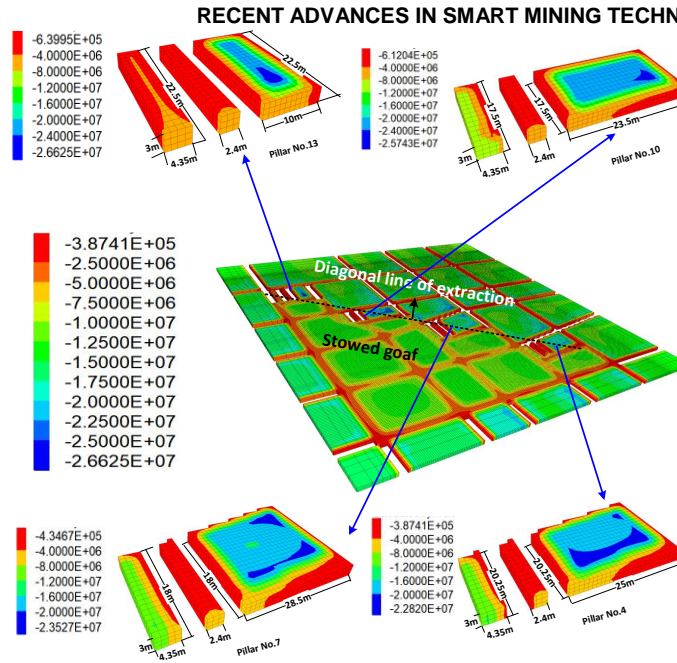 RECENT ADVANCES IN SMART MINING TECHN
-6.3995E+05
-4.0000E+06
-8.0000E+06
-1.2000E+07
-1.6000E+07
-2.0000E+07
-2.4000E+07
-2.6625E+07
22.5m
22.5m
3m
4.35m
2.4m
10m
Pillar No.13
-6.1204E+05
-4.0000E+06
-8.0000E+06
-1.2000E+07
-1.6000E+07
-2.0000E+07
-2.4000E+07
-2.5743E+07
17.5m
17.5m
3m
4.35m
2.4m
23.5m
Pillar No.10
-3.8741E+05
-2.5000E+06
-5.0000E+06
-7.5000E+06
-1.0000E+07
-1.2500E+07
-1.5000E+07
-1.7500E+07
-2.0000E+07
-2.2500E+07
-2.5000E+07
-2.6625E+07
Diagonal line of extraction
Stowed goaf
-4.3467E+05
-4.0000E+06
-8.0000E+06
-1.2000E+07
-1.6000E+07
-2.0000E+07
-2.3527E+07
18m
18m
3m
4.35m
2.4m
28.5m
Pillar No.7
-3.8741E+05
-4.0000E+06
-8.0000E+06
-1.2000E+07
-1.6000E+07
-2.0000E+07
-2.2820E+07
20.25m
20.25m
3m
4.35m
2.4m
25m
Pillar No.4